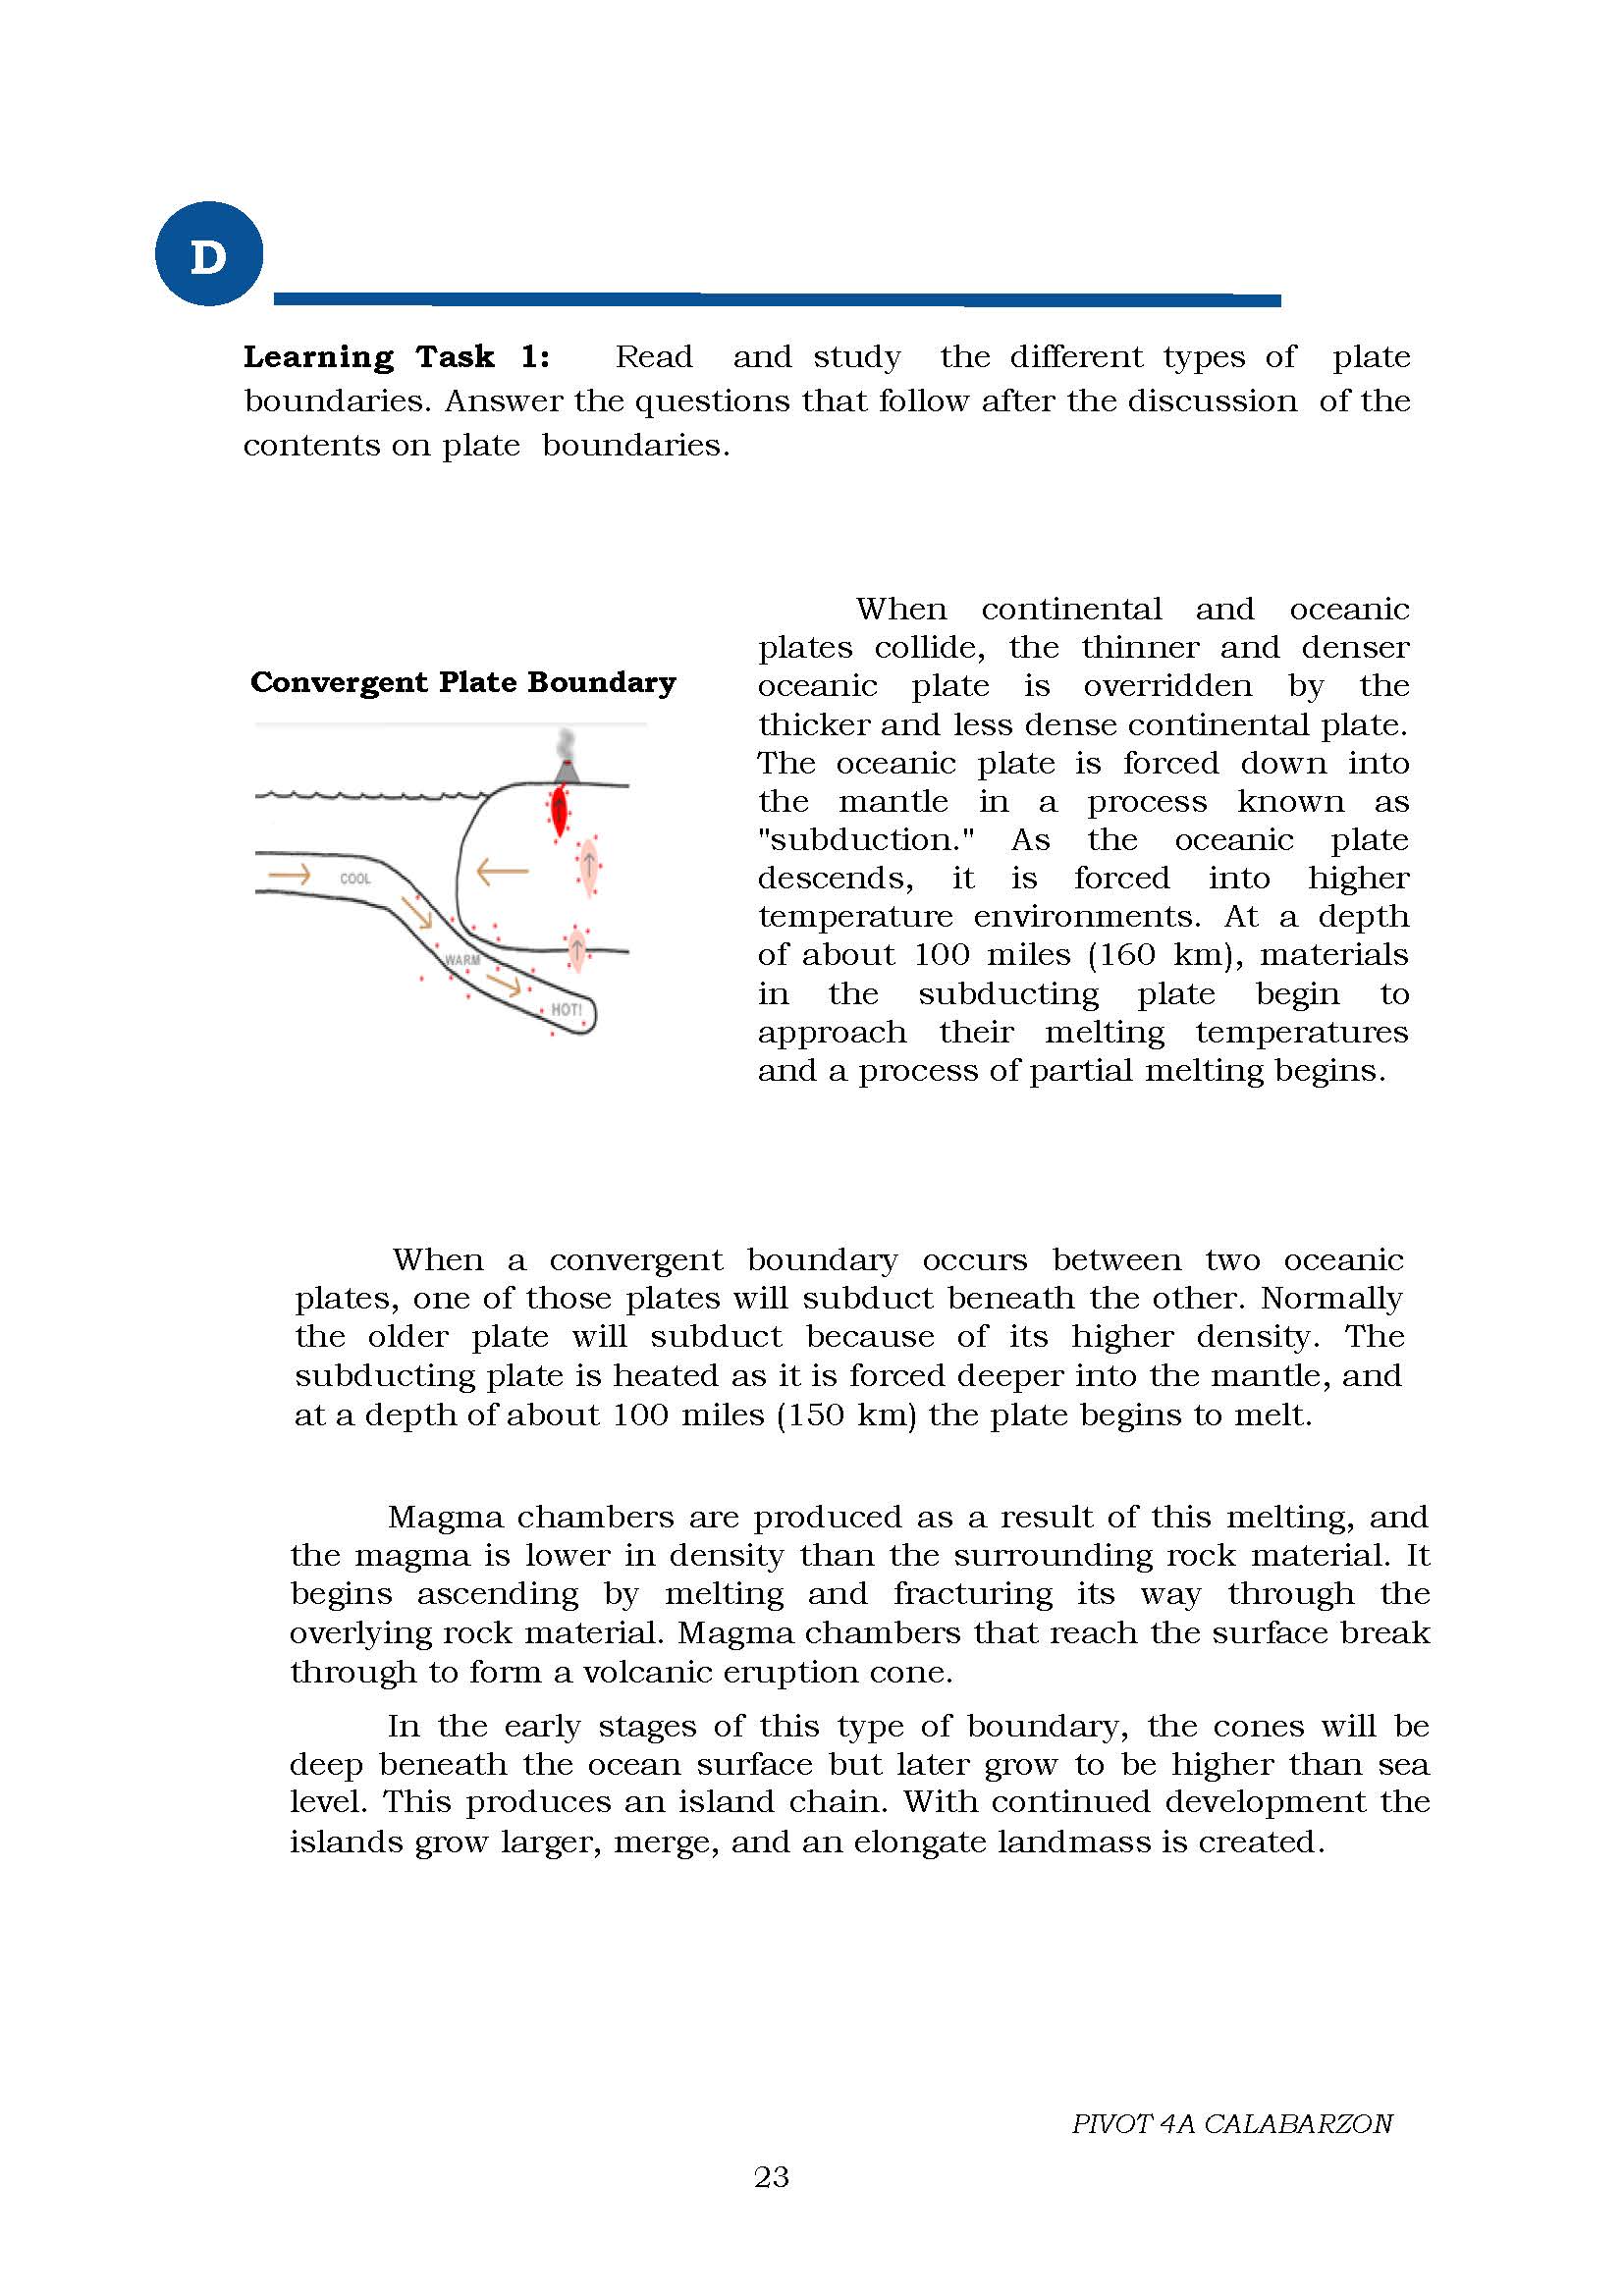 D
Learning Task 1: Read and study the different types of plate
boundaries. Answer the questions that follow after the discussion of the
contents on plate boundaries.
Convergent Plate Boundary
COOL
WARM
HOT!
When continental and oceanic
plates collide, the thinner and denser
oceanic plate is overridden by the
thicker and less dense continental plate.
The oceanic plate is forced down into
the mantle in a process known as
"subduction." As the oceanic plate
descends, it is forced into higher
temperature environments. At a depth
of about 100 miles (160 km), materials
in the subducting plate begin to
approach their melting temperatures
and a process of partial melting begins.
When a convergent boundary occurs between two oceanic
plates, one of those plates will subduct beneath the other. Normally
the older plate will subduct because of its higher density. The
subducting plate is heated as it is forced deeper into the mantle, and
at a depth of about 100 miles (150 km) the plate begins to melt.
Magma chambers are produced as a result of this melting, and
the magma is lower in density than the surrounding rock material. It
begins ascending by melting and fracturing its way through the
overlying rock material. Magma chambers that reach the surface break
through to form a volcanic eruption cone.
In the early stages of this type of boundary, the cones will be
deep beneath the ocean surface but later grow to be higher than sea
level. This produces an island chain. With continued development the
islands grow larger, merge, and an elongate landmass is created.
PIVOT 4A CALABARZON
23